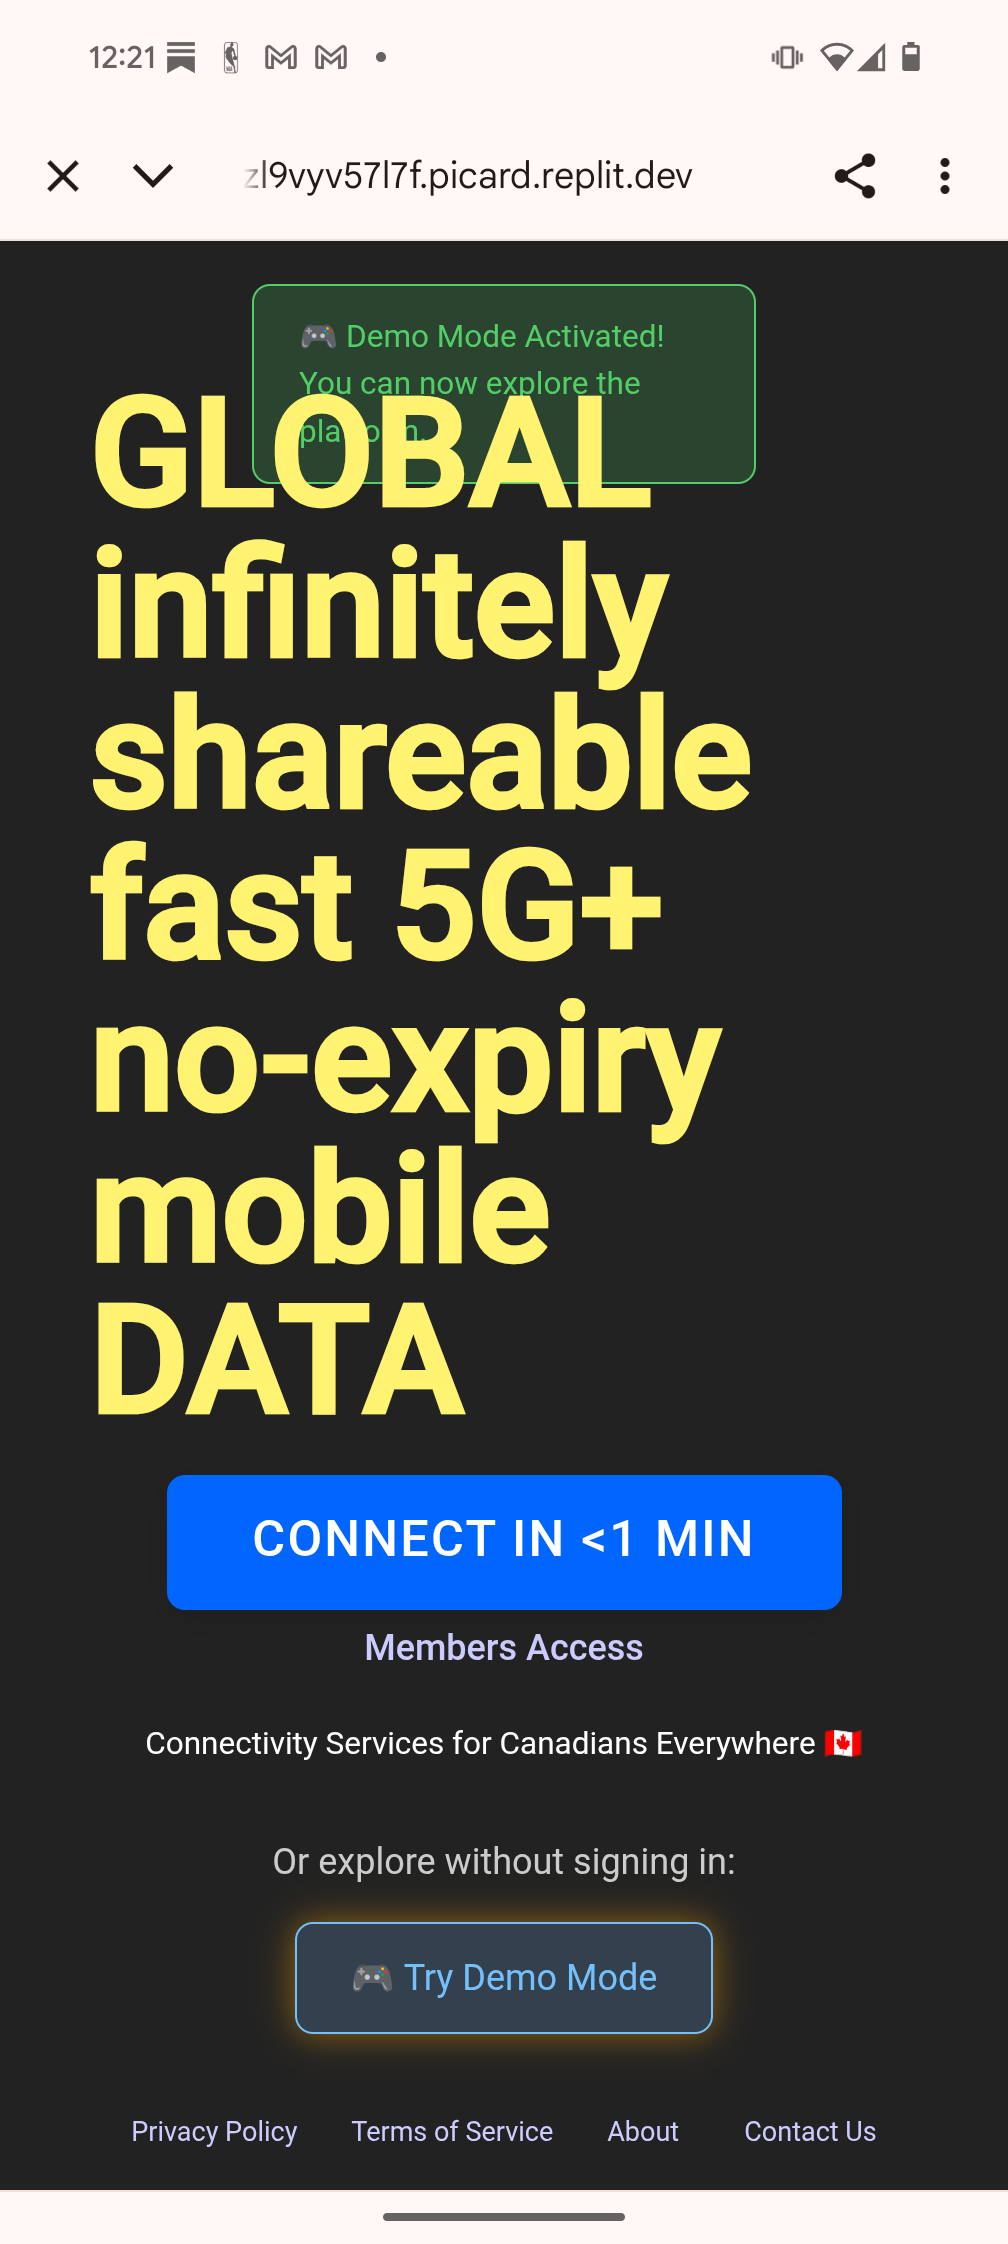 12:21
zl9vyv57l7f.picard.replit.dev
Demo Mode Activated!
You can now explore the
platform.
GLOBAL
infinitely
shareable
fast 5G+
no-expiry
mobile
DATA
CONNECT IN <1 MIN
Members Access
Connectivity Services for Canadians Everywhere 🇨🇦
Or explore without signing in:
🎮 Try Demo Mode
Privacy Policy Terms of Service About Contact Us